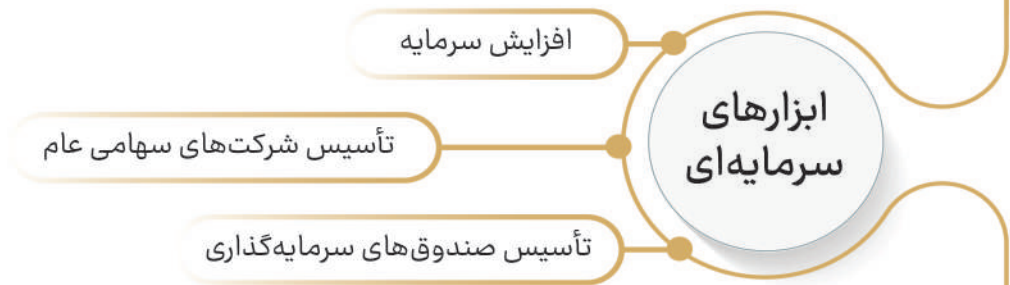 ابزارهای
سرمایه‌ای
افزایش سرمایه
تأسیس شرکت‌های سهامی عام
تأسیس صندوق‌های سرمایه‌گذاری